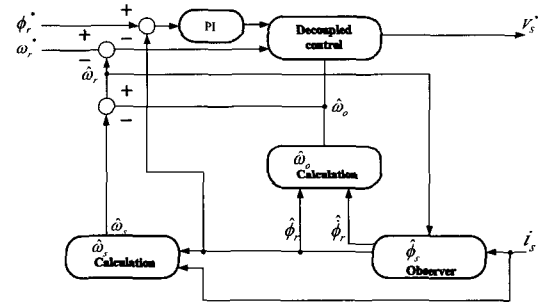 ϕᵣ*
+
PI
Decoupled
control
Vₛ*
ωᵣ*
+
−
−
−
ω̂ᵣ
+
−
ω̂ₒ
ω̂ₒ
Calculation
ω̂ₛ
ϕ̂ᵣ
ϕ̂̇ᵣ
iₛ
ω̂ₛ
Calculation
ϕ̂ₛ
Observer